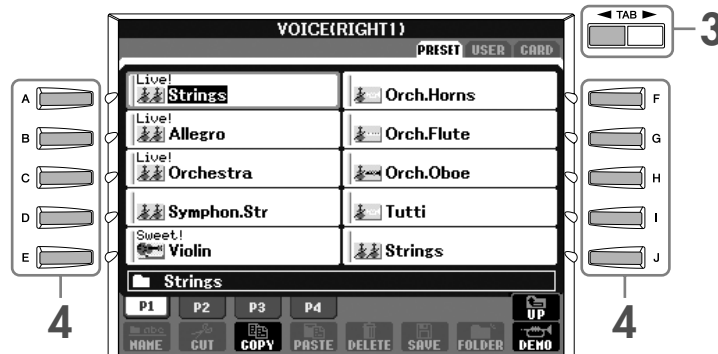 VOICE(RIGHT1)
◄ TAB ►
3
PRESET USER CARD
Live!
A Strings Orch.Horns F
Live!
B Allegro Orch.Flute G
Live!
C Orchestra Orch.Oboe H
D Symphon.Str Tutti I
Sweet!
E Violin Strings J
Strings
4 4
P1 P2 P3 P4 UP
NAME CUT COPY PASTE DELETE SAVE FOLDER DEMO